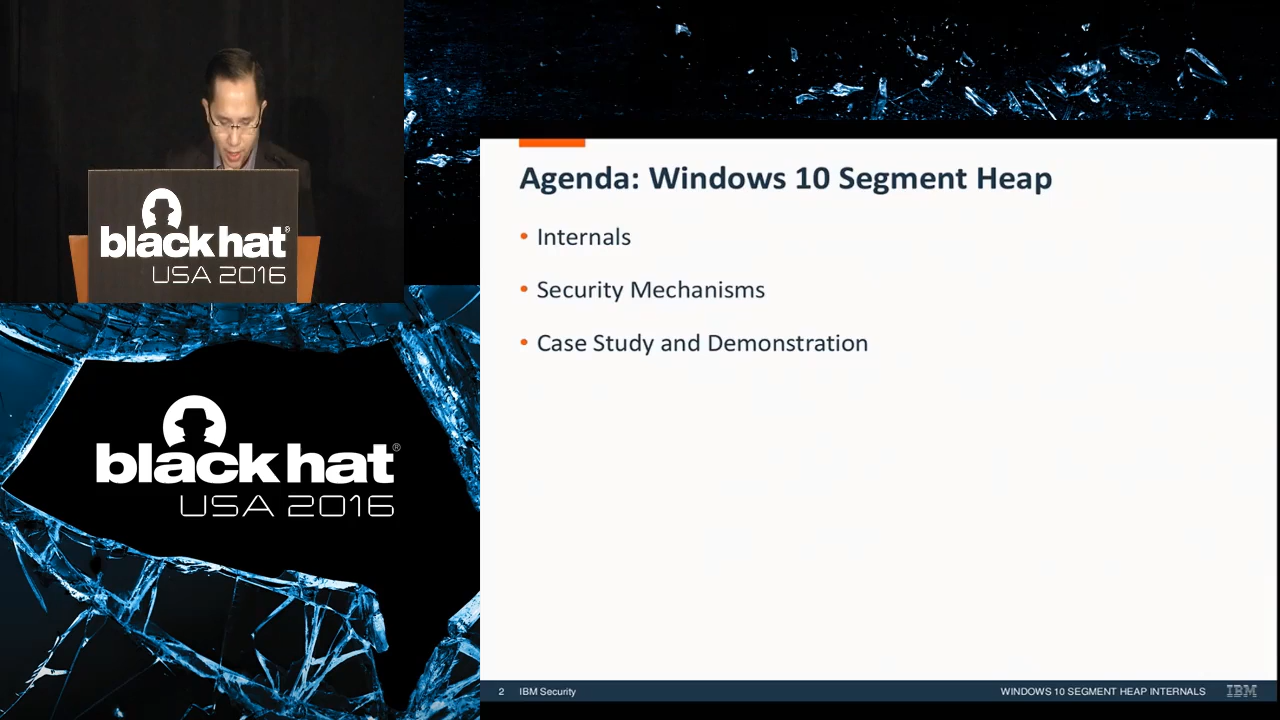 black hat®
USA 2016
black hat®
USA 2016
Agenda: Windows 10 Segment Heap
• Internals
• Security Mechanisms
• Case Study and Demonstration
2 IBM Security
WINDOWS 10 SEGMENT HEAP INTERNALS IBM